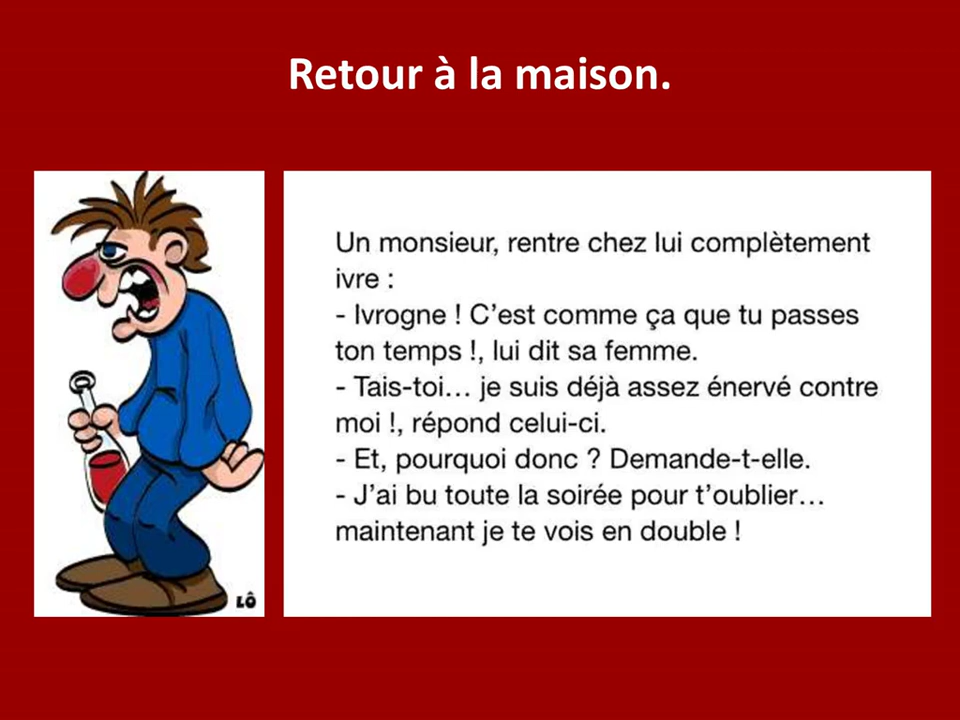 Retour à la maison.
Un monsieur, rentre chez lui complètement
ivre :
- Ivrogne ! C’est comme ça que tu passes
ton temps !, lui dit sa femme.
- Tais-toi… je suis déjà assez énervé contre
moi !, répond celui-ci.
- Et, pourquoi donc ? Demande-t-elle.
- J’ai bu toute la soirée pour t’oublier…
maintenant je te vois en double !
LÔ